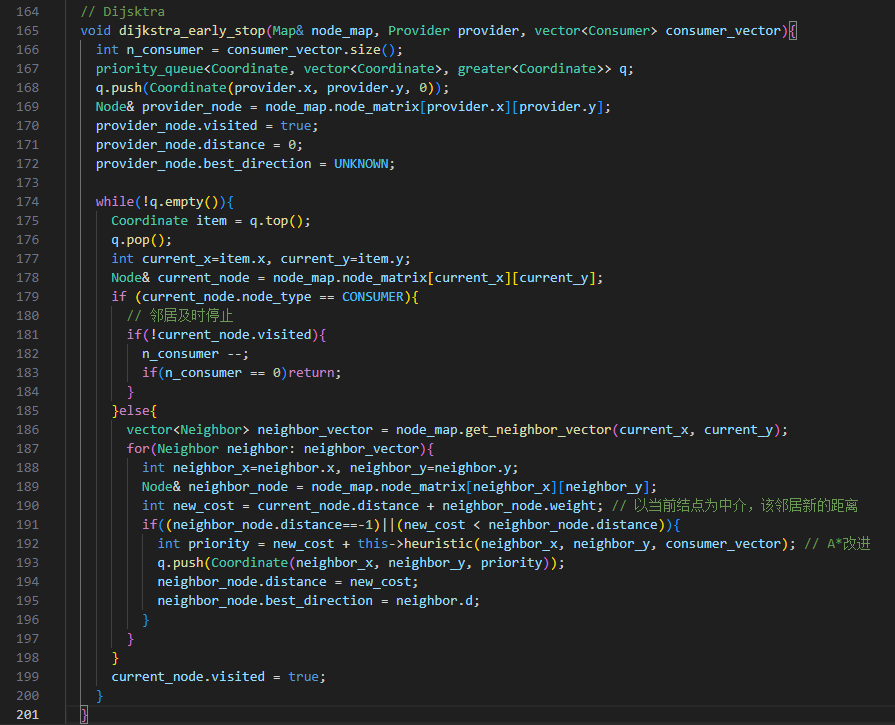 164 // Dijsktra
165 void dijkstra_early_stop(Map& node_map, Provider provider, vector<Consumer> consumer_vector){
166 int n_consumer = consumer_vector.size();
167 priority_queue<Coordinate, vector<Coordinate>, greater<Coordinate>> q;
168 q.push(Coordinate(provider.x, provider.y, 0));
169 Node& provider_node = node_map.node_matrix[provider.x][provider.y];
170 provider_node.visited = true;
171 provider_node.distance = 0;
172 provider_node.best_direction = UNKNOWN;
173
174 while(!q.empty()){
175 Coordinate item = q.top();
176 q.pop();
177 int current_x=item.x, current_y=item.y;
178 Node& current_node = node_map.node_matrix[current_x][current_y];
179 if (current_node.node_type == CONSUMER){
180 // 邻居及时停止
181 if(!current_node.visited){
182 n_consumer --;
183 if(n_consumer == 0)return;
184 }
185 }else{
186 vector<Neighbor> neighbor_vector = node_map.get_neighbor_vector(current_x, current_y);
187 for(Neighbor neighbor: neighbor_vector){
188 int neighbor_x=neighbor.x, neighbor_y=neighbor.y;
189 Node& neighbor_node = node_map.node_matrix[neighbor_x][neighbor_y];
190 int new_cost = current_node.distance + neighbor_node.weight; // 以当前结点为中介，该邻居新的距离
191 if((neighbor_node.distance==-1)||(new_cost < neighbor_node.distance)){
192 int priority = new_cost + this->heuristic(neighbor_x, neighbor_y, consumer_vector); // A*改进
193 q.push(Coordinate(neighbor_x, neighbor_y, priority));
194 neighbor_node.distance = new_cost;
195 neighbor_node.best_direction = neighbor.d;
196 }
197 }
198 }
199 current_node.visited = true;
200 }
201 }